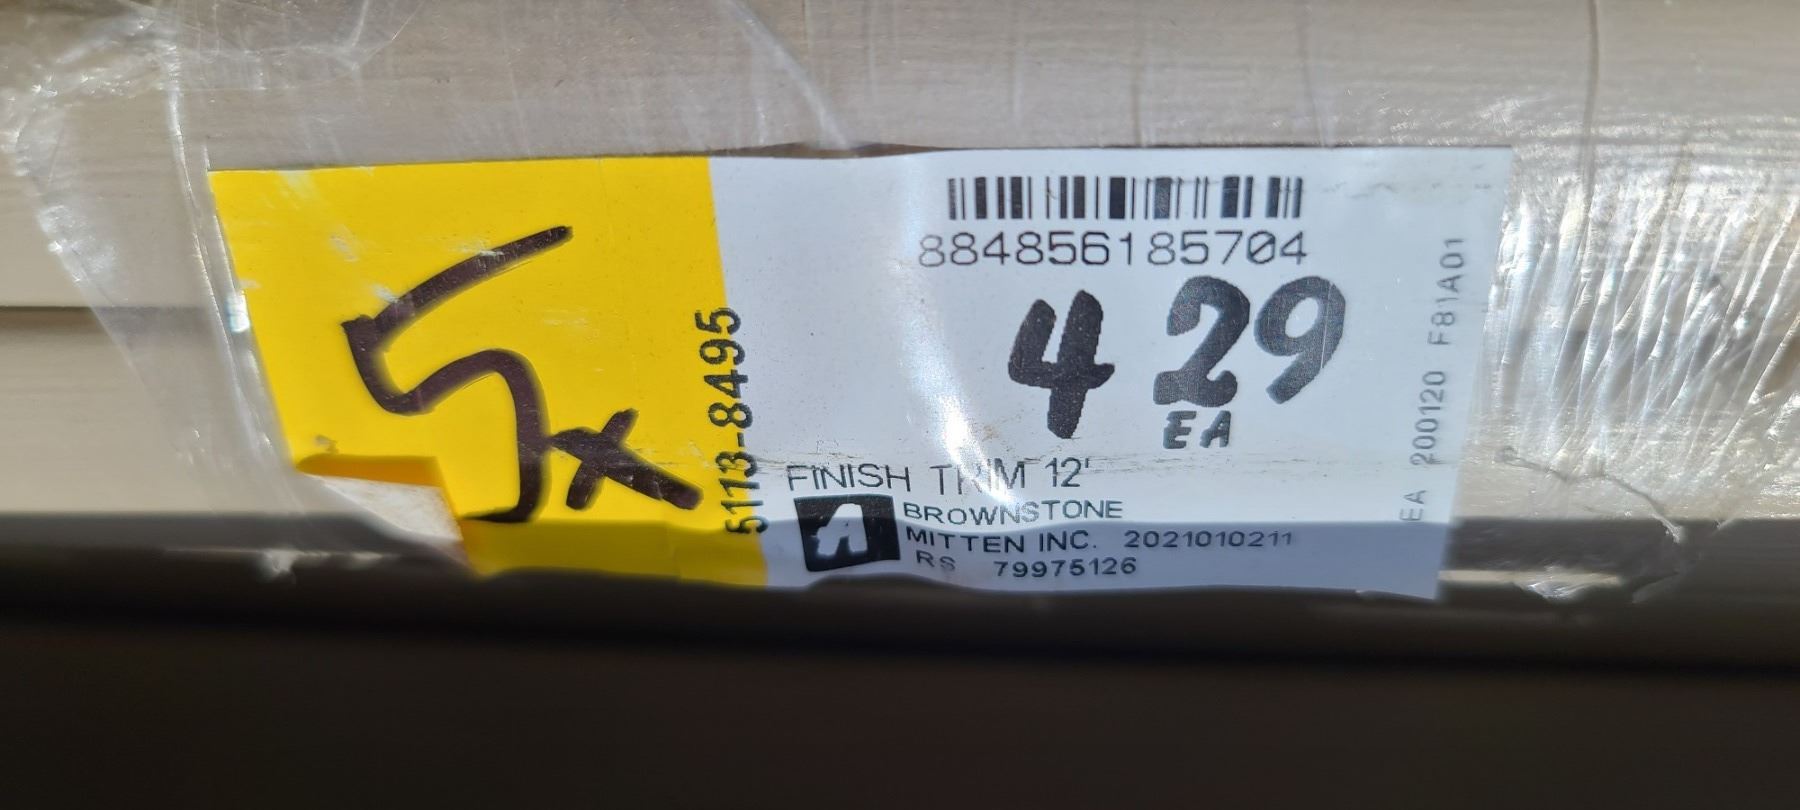 5x
5113-8495
884856185704
4 29
EA
FINISH TRIM 12'
BROWNSTONE
MITTEN INC. 2021010211
RS 79975126
EA 200120 F81A01